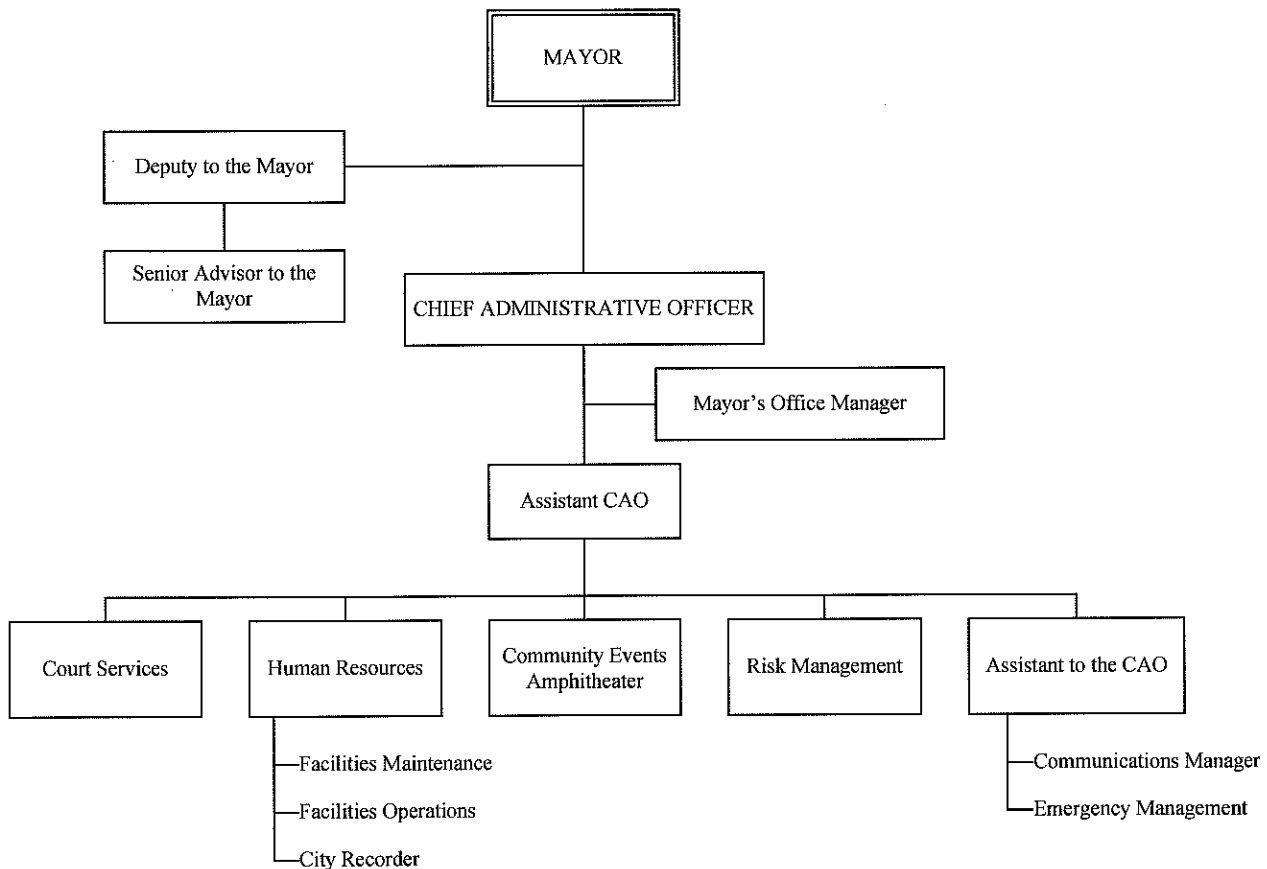 MAYOR
Deputy to the Mayor
Senior Advisor to the
Mayor
CHIEF ADMINISTRATIVE OFFICER
Mayor's Office Manager
Assistant CAO
Court Services
Human Resources
Community Events
Amphitheater
Risk Management
Assistant to the CAO
Facilities Maintenance
Facilities Operations
City Recorder
Communications Manager
Emergency Management